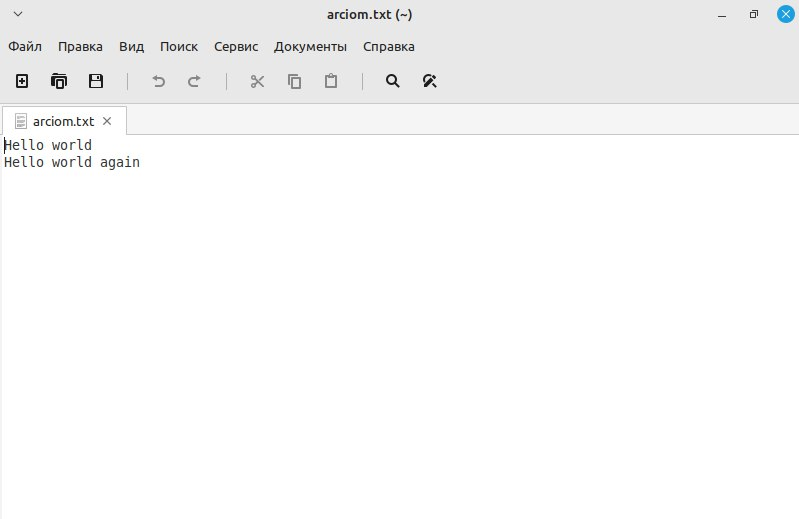 arciom.txt (~)
Файл Правка Вид Поиск Сервис Документы Справка
arciom.txt
Hello world
Hello world again